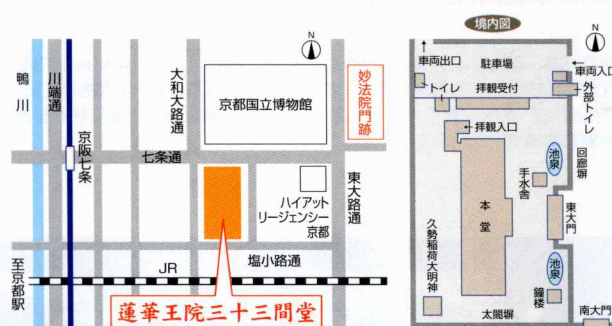 N
鴨川
川端通
京阪七条
大和大路通
京都国立博物館
妙法院門跡
七条通
ハイアット
リージェンシー
京都
東大路通
塩小路通
至京都駅
JR
蓮華王院三十三間堂
境内図
N
車両出口
駐車場
車両入口
トイレ
拝観受付
外部トイレ
拝観入口
池泉
回廊塀
手水舎
本堂
東大門
久勢稲荷大明神
池泉
鐘楼
太閤塀
南大門